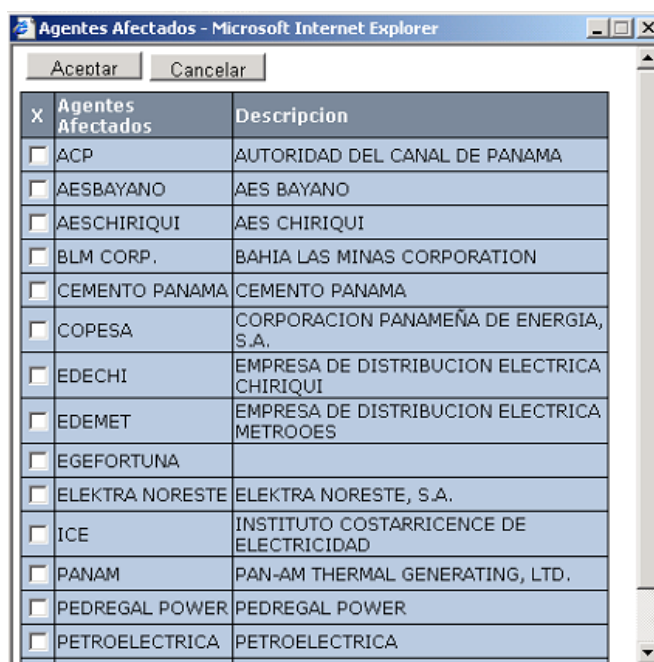 Agentes Afectados - Microsoft Internet Explorer
Aceptar Cancelar
X Agentes Afectados Descripcion
ACP AUTORIDAD DEL CANAL DE PANAMA
AESBAYANO AES BAYANO
AESCHIRIQUI AES CHIRIQUI
BLM CORP. BAHIA LAS MINAS CORPORATION
CEMENTO PANAMA CEMENTO PANAMA
COPESA CORPORACION PANAMEÑA DE ENERGIA,
S.A.
EDECHI EMPRESA DE DISTRIBUCION ELECTRICA
CHIRIQUI
EDEMET EMPRESA DE DISTRIBUCION ELECTRICA
METROOES
EGEFORTUNA
ELEKTRA NORESTE ELEKTRA NORESTE, S.A.
ICE INSTITUTO COSTARRICENCE DE
ELECTRICIDAD
PANAM PAN-AM THERMAL GENERATING, LTD.
PEDREGAL POWER PEDREGAL POWER
PETROELECTRICA PETROELECTRICA